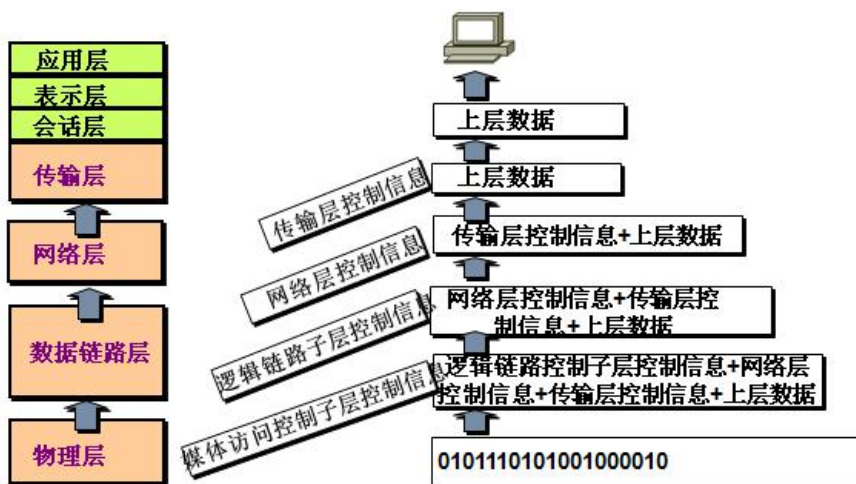 应用层
表示层
会话层
传输层
网络层
数据链路层
物理层
上层数据
传输层控制信息
上层数据
网络层控制信息
传输层控制信息+上层数据
逻辑链路子层控制信息
网络层控制信息+传输层控
制信息+上层数据
媒体访问控制子层控制信息
逻辑链路控制子层控制信息+网络层
控制信息+传输层控制信息+上层数据
0101110101001000010